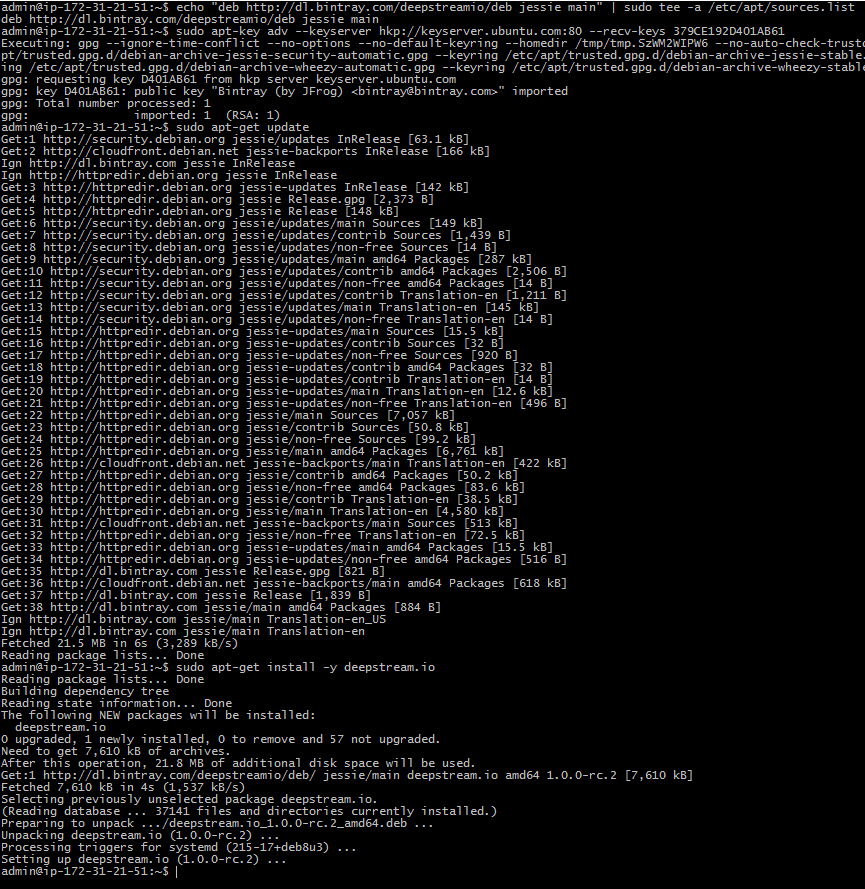 admin@ip-172-31-21-51:~$ echo "deb http://dl.bintray.com/deepstreamio/deb jessie main" | sudo tee -a /etc/apt/sources.list
deb http://dl.bintray.com/deepstreamio/deb jessie main
admin@ip-172-31-21-51:~$ sudo apt-key adv --keyserver hkp://keyserver.ubuntu.com:80 --recv-keys 379CE192D401AB61
Executing: gpg --ignore-time-conflict --no-options --no-default-keyring --homedir /tmp/tmp.SzWM2WIPW6 --no-auto-check-trustd
pt/trusted.gpg.d/debian-archive-jessie-security-automatic.gpg --keyring /etc/apt/trusted.gpg.d/debian-archive-jessie-stable.
ing /etc/apt/trusted.gpg.d/debian-archive-wheezy-automatic.gpg --keyring /etc/apt/trusted.gpg.d/debian-archive-wheezy-stable
gpg: requesting key D401AB61 from hkp server keyserver.ubuntu.com
gpg: key D401AB61: public key "Bintray (by JFrog) <bintray@bintray.com>" imported
gpg: Total number processed: 1
gpg:               imported: 1  (RSA: 1)
admin@ip-172-31-21-51:~$ sudo apt-get update
Get:1 http://security.debian.org jessie/updates InRelease [63.1 kB]
Get:2 http://cloudfront.debian.net jessie-backports InRelease [166 kB]
Ign http://dl.bintray.com jessie InRelease
Ign http://httpredir.debian.org jessie InRelease
Get:3 http://httpredir.debian.org jessie-updates InRelease [142 kB]
Get:4 http://httpredir.debian.org jessie Release.gpg [2,373 B]
Get:5 http://httpredir.debian.org jessie Release [148 kB]
Get:6 http://security.debian.org jessie/updates/main Sources [149 kB]
Get:7 http://security.debian.org jessie/updates/contrib Sources [1,439 B]
Get:8 http://security.debian.org jessie/updates/non-free Sources [14 B]
Get:9 http://security.debian.org jessie/updates/main amd64 Packages [287 kB]
Get:10 http://security.debian.org jessie/updates/contrib amd64 Packages [2,506 B]
Get:11 http://security.debian.org jessie/updates/non-free amd64 Packages [14 B]
Get:12 http://security.debian.org jessie/updates/contrib Translation-en [1,211 B]
Get:13 http://security.debian.org jessie/updates/main Translation-en [145 kB]
Get:14 http://security.debian.org jessie/updates/non-free Translation-en [14 B]
Get:15 http://httpredir.debian.org jessie-updates/main Sources [15.5 kB]
Get:16 http://httpredir.debian.org jessie-updates/contrib Sources [32 B]
Get:17 http://httpredir.debian.org jessie-updates/non-free Sources [920 B]
Get:18 http://httpredir.debian.org jessie-updates/contrib amd64 Packages [32 B]
Get:19 http://httpredir.debian.org jessie-updates/contrib Translation-en [14 B]
Get:20 http://httpredir.debian.org jessie-updates/main Translation-en [12.6 kB]
Get:21 http://httpredir.debian.org jessie-updates/non-free Translation-en [496 B]
Get:22 http://httpredir.debian.org jessie/main Sources [7,057 kB]
Get:23 http://httpredir.debian.org jessie/contrib Sources [50.8 kB]
Get:24 http://httpredir.debian.org jessie/non-free Sources [99.2 kB]
Get:25 http://httpredir.debian.org jessie/main amd64 Packages [6,761 kB]
Get:26 http://cloudfront.debian.net jessie-backports/main Translation-en [422 kB]
Get:27 http://httpredir.debian.org jessie/contrib amd64 Packages [50.2 kB]
Get:28 http://httpredir.debian.org jessie/non-free amd64 Packages [83.6 kB]
Get:29 http://httpredir.debian.org jessie/contrib Translation-en [38.5 kB]
Get:30 http://httpredir.debian.org jessie/main Translation-en [4,580 kB]
Get:31 http://cloudfront.debian.net jessie-backports/main Sources [513 kB]
Get:32 http://httpredir.debian.org jessie/non-free Translation-en [72.5 kB]
Get:33 http://httpredir.debian.org jessie-updates/main amd64 Packages [15.5 kB]
Get:34 http://httpredir.debian.org jessie-updates/non-free amd64 Packages [516 B]
Get:35 http://dl.bintray.com jessie Release.gpg [821 B]
Get:36 http://cloudfront.debian.net jessie-backports/main amd64 Packages [618 kB]
Get:37 http://dl.bintray.com jessie Release [1,839 B]
Get:38 http://dl.bintray.com jessie/main amd64 Packages [884 B]
Ign http://dl.bintray.com jessie/main Translation-en_US
Ign http://dl.bintray.com jessie/main Translation-en
Fetched 21.5 MB in 6s (3,289 kB/s)
Reading package lists... Done
admin@ip-172-31-21-51:~$ sudo apt-get install -y deepstream.io
Reading package lists... Done
Building dependency tree
Reading state information... Done
The following NEW packages will be installed:
  deepstream.io
0 upgraded, 1 newly installed, 0 to remove and 57 not upgraded.
Need to get 7,610 kB of archives.
After this operation, 21.8 MB of additional disk space will be used.
Get:1 http://dl.bintray.com/deepstreamio/deb/ jessie/main deepstream.io amd64 1.0.0-rc.2 [7,610 kB]
Fetched 7,610 kB in 4s (1,537 kB/s)
Selecting previously unselected package deepstream.io.
(Reading database ... 37141 files and directories currently installed.)
Preparing to unpack .../deepstream.io_1.0.0-rc.2_amd64.deb ...
Unpacking deepstream.io (1.0.0-rc.2) ...
Processing triggers for systemd (215-17+deb8u3) ...
Setting up deepstream.io (1.0.0-rc.2) ...
admin@ip-172-31-21-51:~$